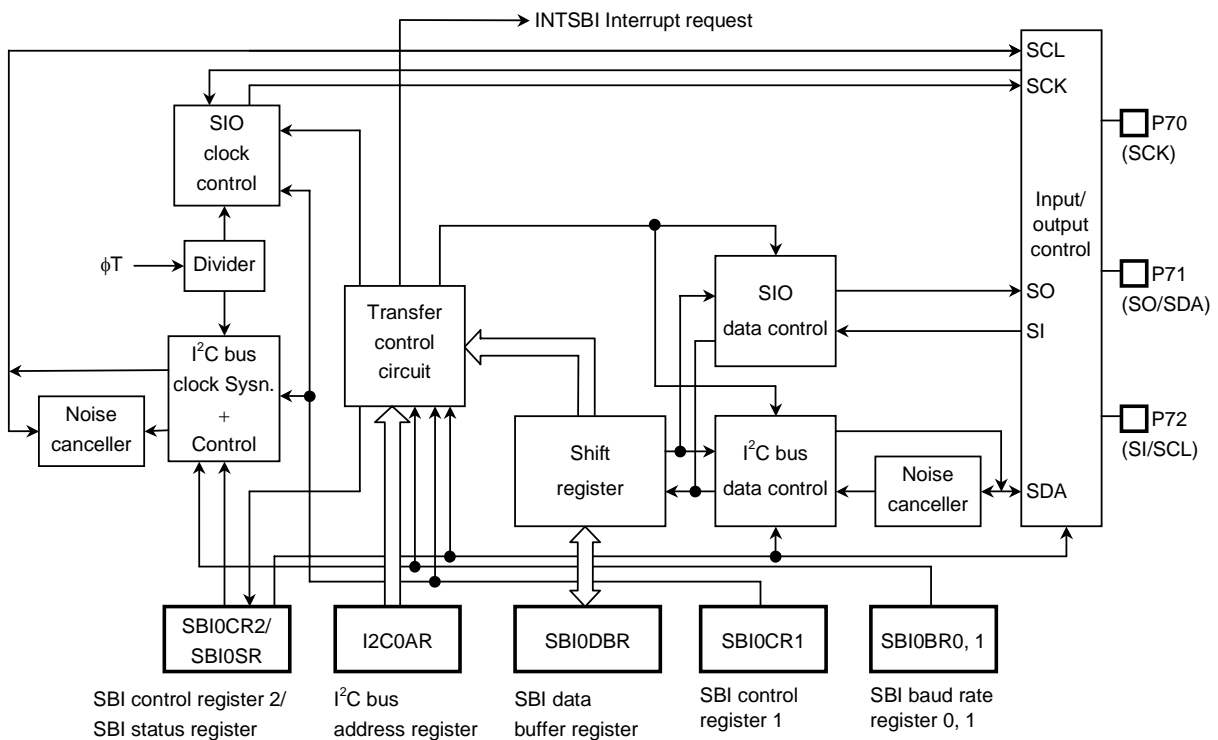 INTSBI Interrupt request
SCL
SCK
SIO
clock
control
P70
(SCK)
Input/
output
control
φT
Divider
SIO
data control
SO
SI
P71
(SO/SDA)
Transfer
control
circuit
I²C bus
clock Sysn.
+
Control
Noise
canceller
Shift
register
I²C bus
data control
Noise
canceller
SDA
P72
(SI/SCL)
SBI0CR2/
SBI0SR
I2C0AR
SBI0DBR
SBI0CR1
SBI0BR0, 1
SBI control register 2/
SBI status register
I²C bus
address register
SBI data
buffer register
SBI control
register 1
SBI baud rate
register 0, 1